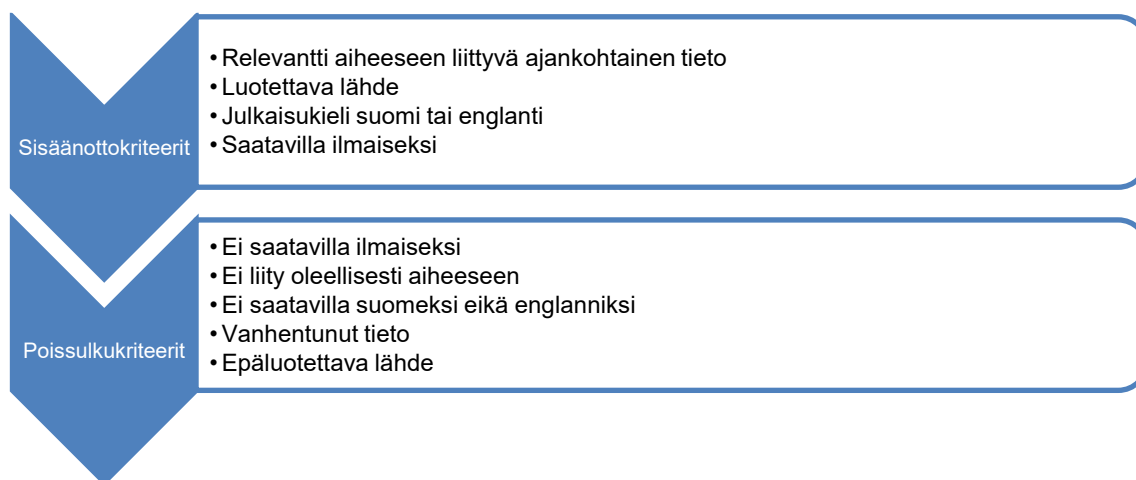 Sisäänottokriteerit
• Relevantti aiheeseen liittyvä ajankohtainen tieto
• Luotettava lähde
• Julkaisukieli suomi tai englanti
• Saatavilla ilmaiseksi
Poissulkukriteerit
• Ei saatavilla ilmaiseksi
• Ei liity oleellisesti aiheeseen
• Ei saatavilla suomeksi eikä englanniksi
• Vanhentunut tieto
• Epäluotettava lähde